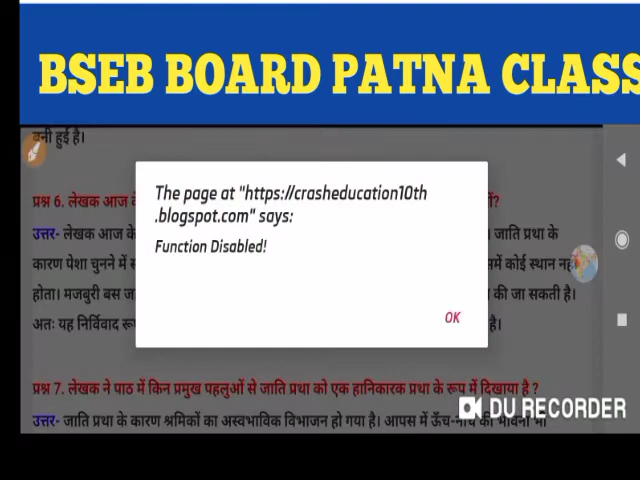 BSEB BOARD PATNA CLASS
बनी हुई है।
The page at "https://crasheducation10th
.blogspot.com" says:
Function Disabled!
OK
प्रश्न 6. लेखक आज के
उत्तर- लेखक आज के । जाति प्रथा के
कारण पेशा चुनने में में कोई स्थान नहीं
होता। मजबुरी बस की जा सकती है।
अतः यह निर्विवाद है।
प्रश्न 7. लेखक ने पाठ में किन प्रमुख पहलुओं से जाति प्रथा को एक हानिकारक प्रथा के रूप में दिखाया है ?
उत्तर- जाति प्रथा के कारण श्रमिकों का अस्वभाविक विभाजन हो गया है। आपस में ऊँच-नीच की भावना भी
DU RECORDER